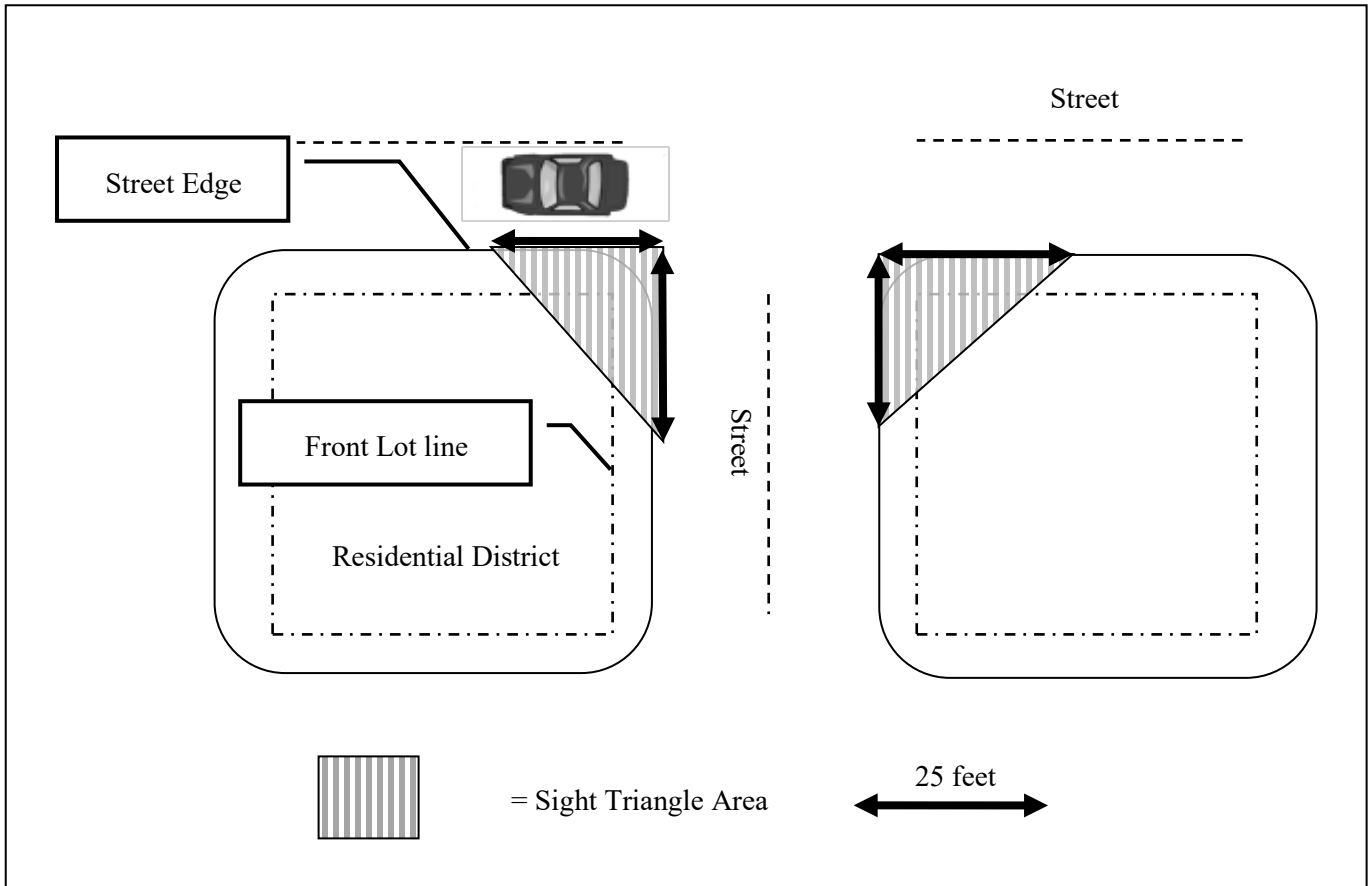 Street
Street Edge
Front Lot line
Street
Residential District
25 feet
= Sight Triangle Area